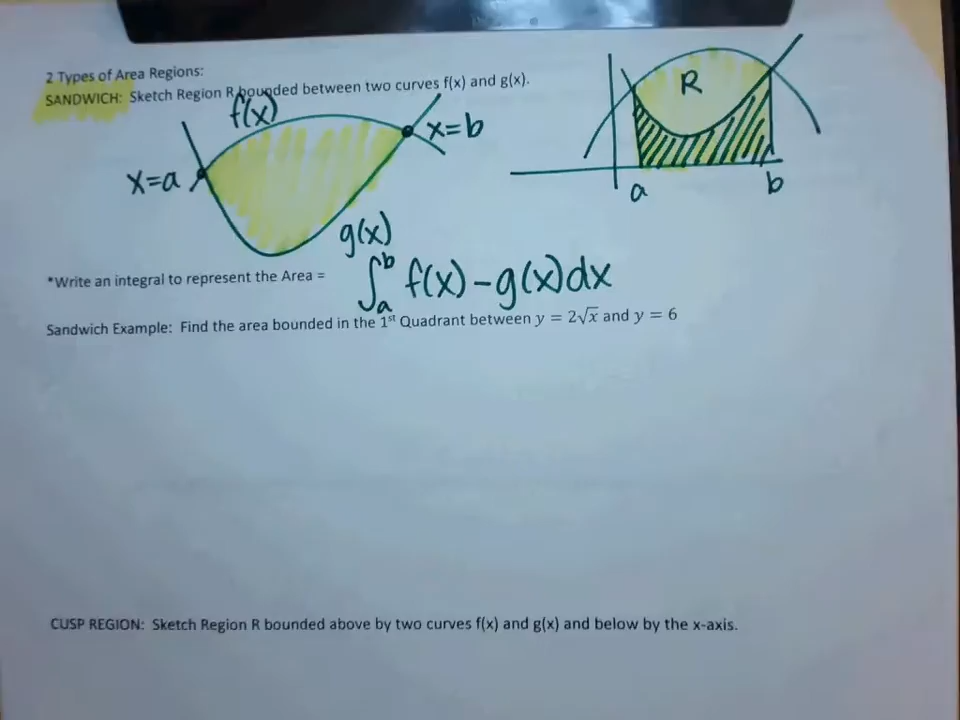 2 Types of Area Regions:
SANDWICH: Sketch Region R bounded between two curves f(x) and g(x).
f(x)
R
x=b
x=a
a
b
g(x)
*Write an integral to represent the Area =
∫ₐᵇ f(x) - g(x) dx
Sandwich Example: Find the area bounded in the 1ˢᵗ Quadrant between y = 2√x and y = 6
CUSP REGION: Sketch Region R bounded above by two curves f(x) and g(x) and below by the x-axis.